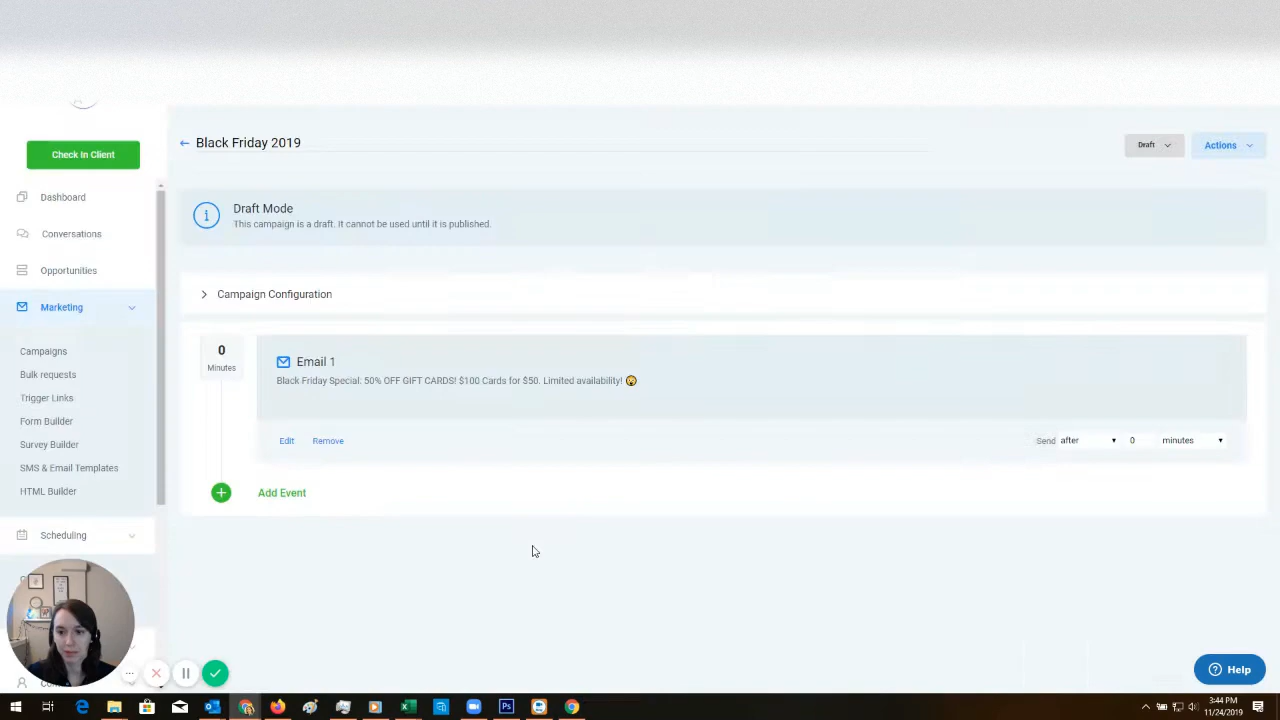 Check In Client
← Black Friday 2019
Draft
Actions
Dashboard
Draft Mode
This campaign is a draft. It cannot be used until it is published.
Conversations
Opportunities
Marketing
Campaign Configuration
Campaigns
Bulk requests
Trigger Links
Form Builder
Survey Builder
SMS & Email Templates
HTML Builder
Scheduling
0
Minutes
Email 1
Black Friday Special: 50% OFF GIFT CARDS! $100 Cards for $50. Limited availability! 😲
Edit
Remove
Send after 0 minutes
Add Event
Help
3:44 PM
11/24/2019